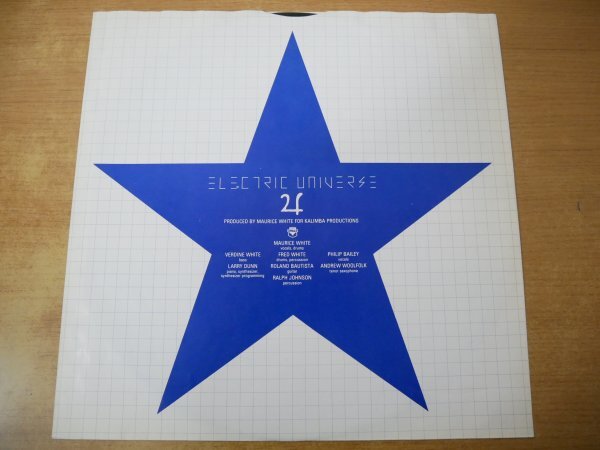 ELECTRIC UNIVERSE
PRODUCED BY MAURICE WHITE FOR KALIMBA PRODUCTIONS
MAURICE WHITE
vocals, drums
VERDINE WHITE
bass
FRED WHITE
drums, percussion
PHILIP BAILEY
vocals
LARRY DUNN
piano, synthesizer,
synthesizer programming
ROLAND BAUTISTA
guitar
ANDREW WOOLFOLK
tenor saxophone
RALPH JOHNSON
percussion